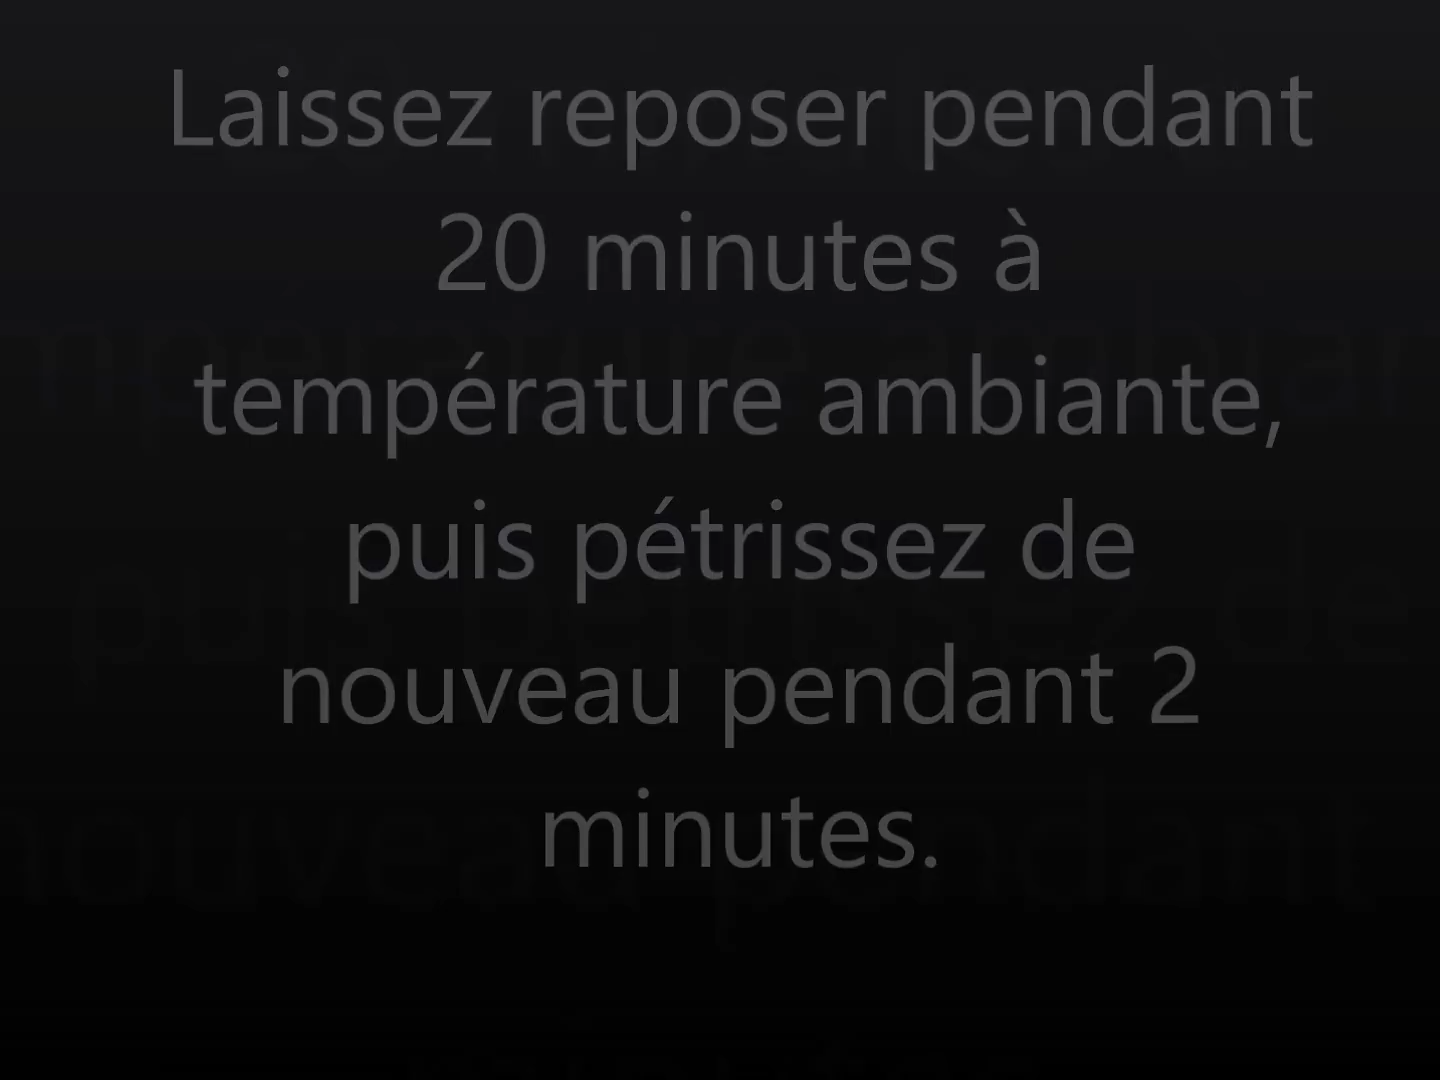 Laissez reposer pendant
20 minutes à
température ambiante,
puis pétrissez de
nouveau pendant 2
minutes.